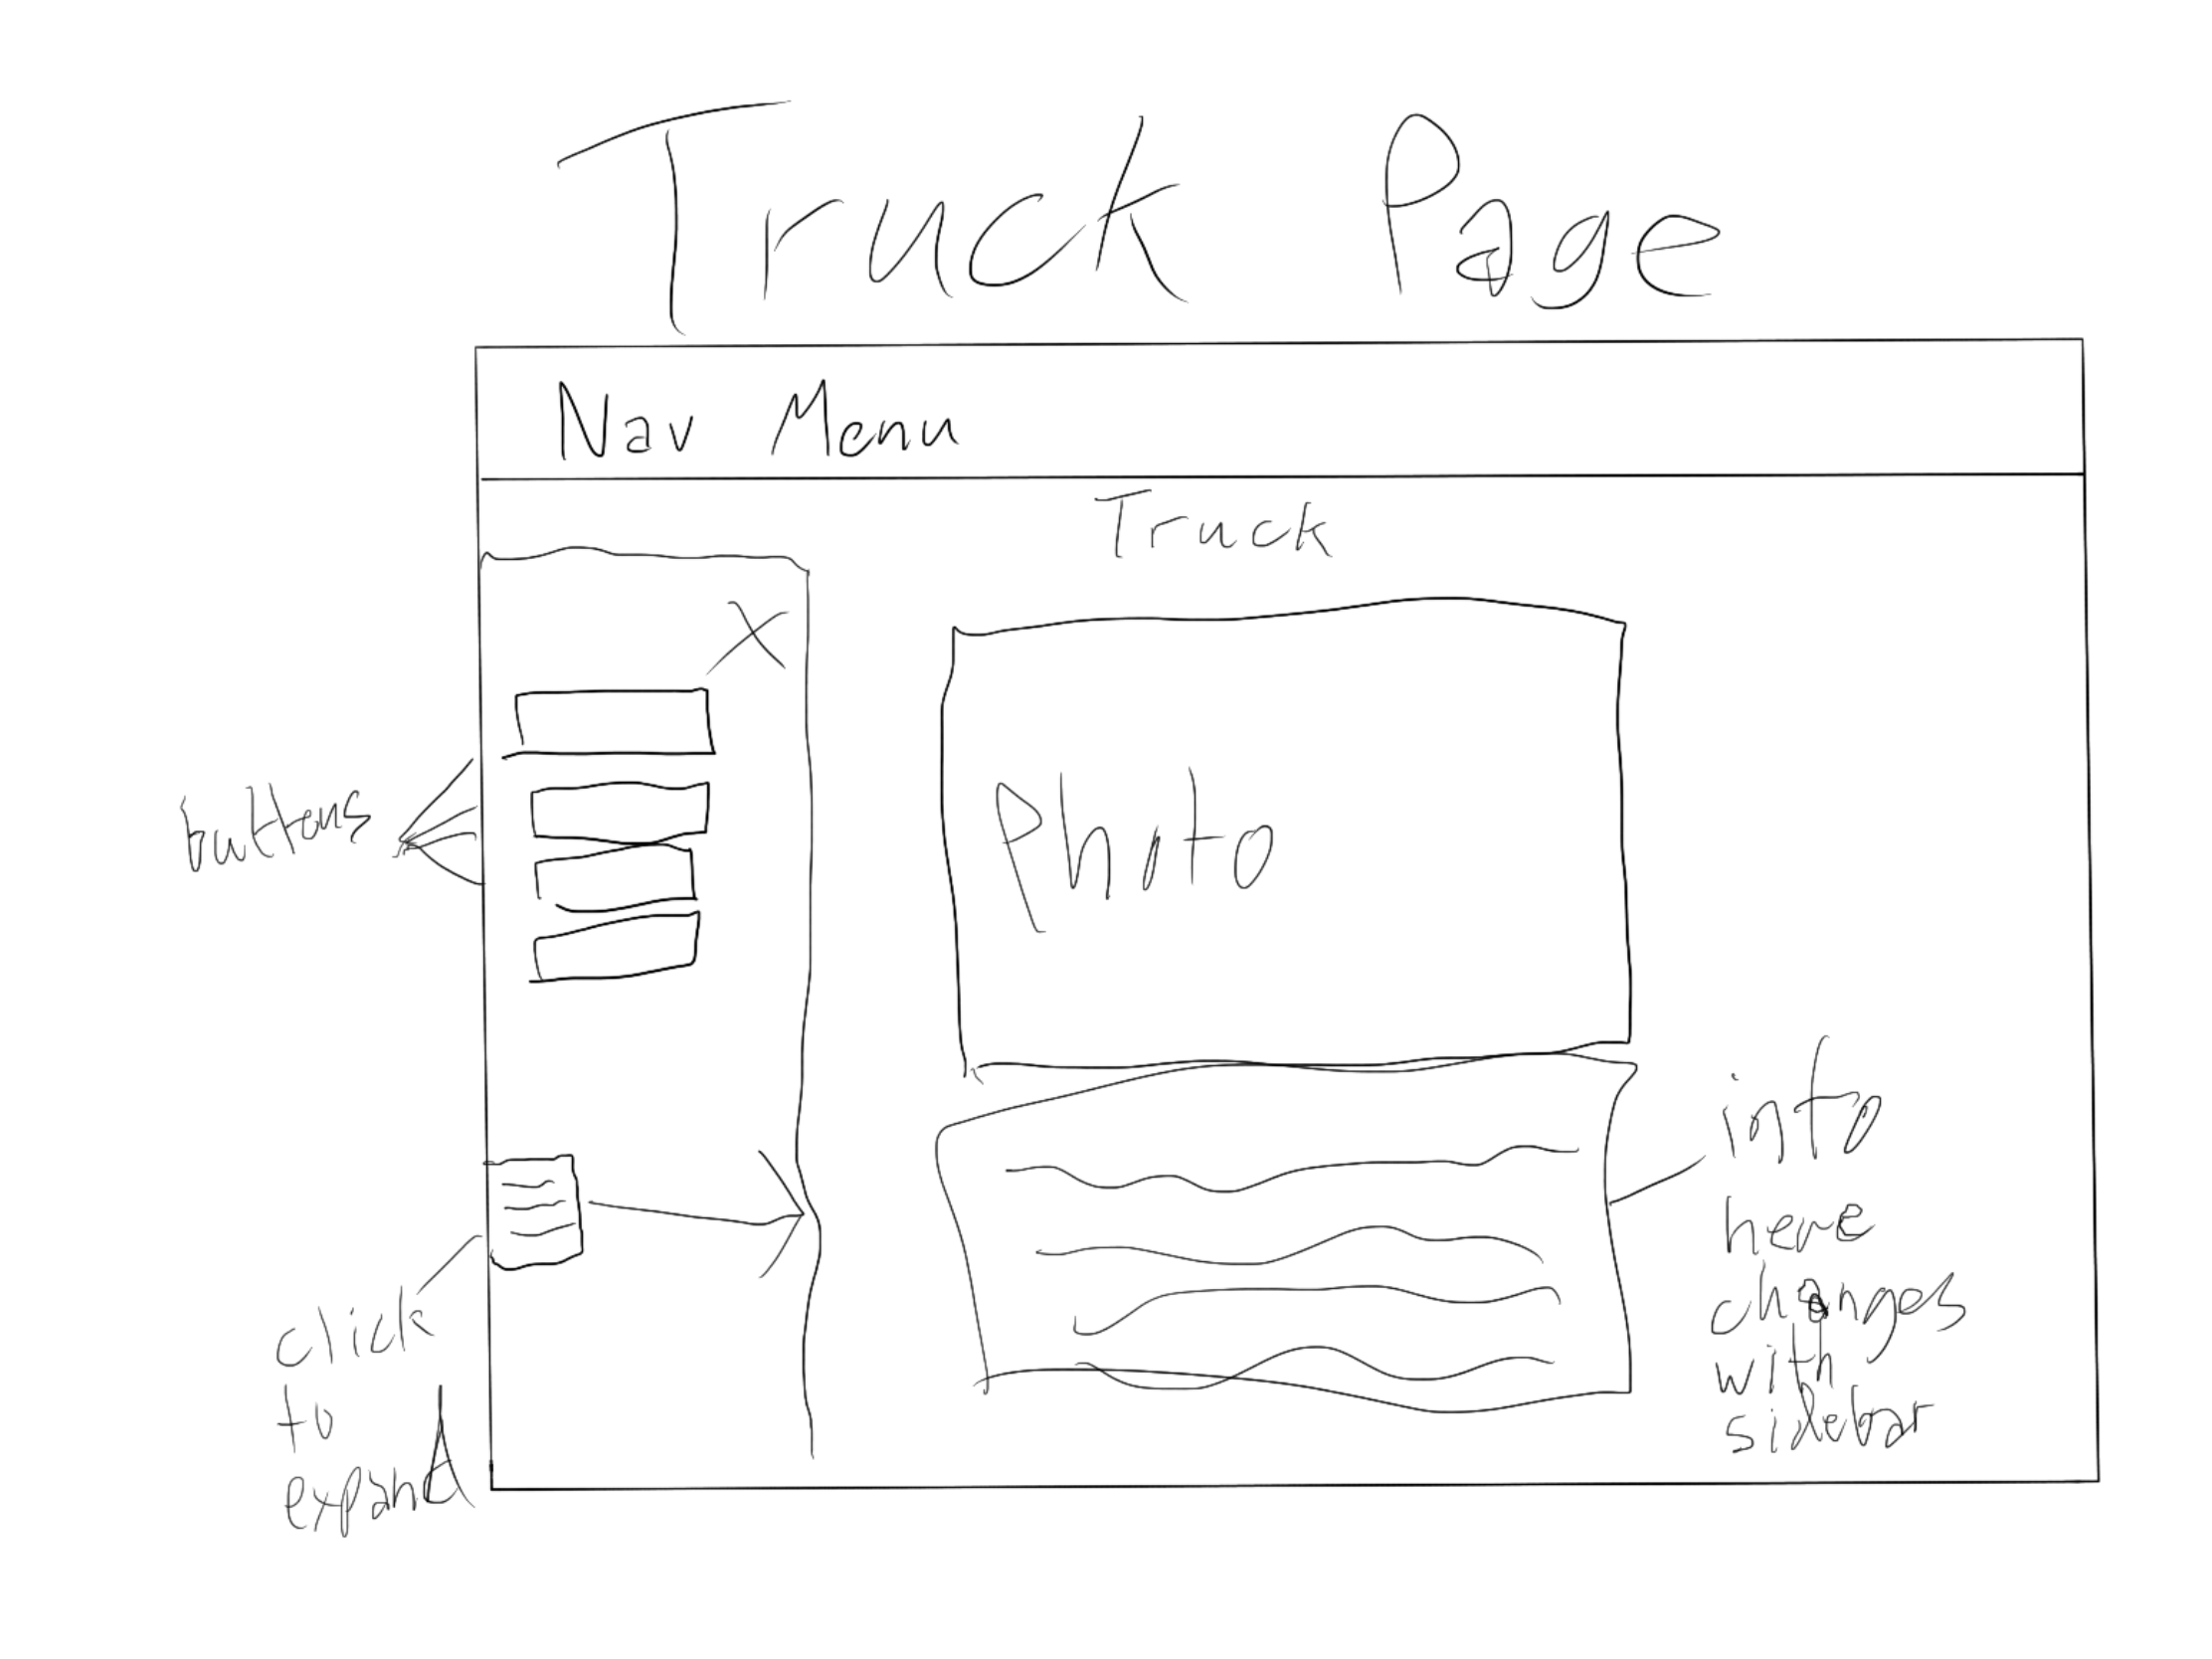 Truck Page
Nav Menu
Truck
X
buttons
Photo
info
here
changes
with
sidebar
click
to
expand